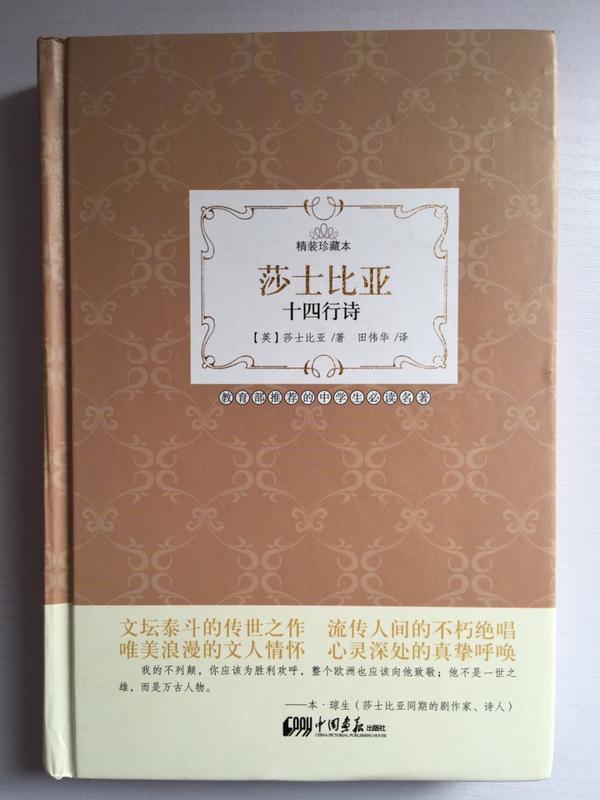 精装珍藏本
莎士比亚
十四行诗
【英】莎士比亚/著 田伟华/译
教育部推荐的中学生必读名著
文坛泰斗的传世之作 流传人间的不朽绝唱
唯美浪漫的文人情怀 心灵深处的真挚呼唤
我的不列颠，你应该为胜利欢呼，整个欧洲也应该向他致敬；他不是一世之
雄，而是万古人物。
——本·琼生（莎士比亚同期的剧作家、诗人）
中国画报出版社
CHINA PICTORIAL PUBLISHING HOUSE